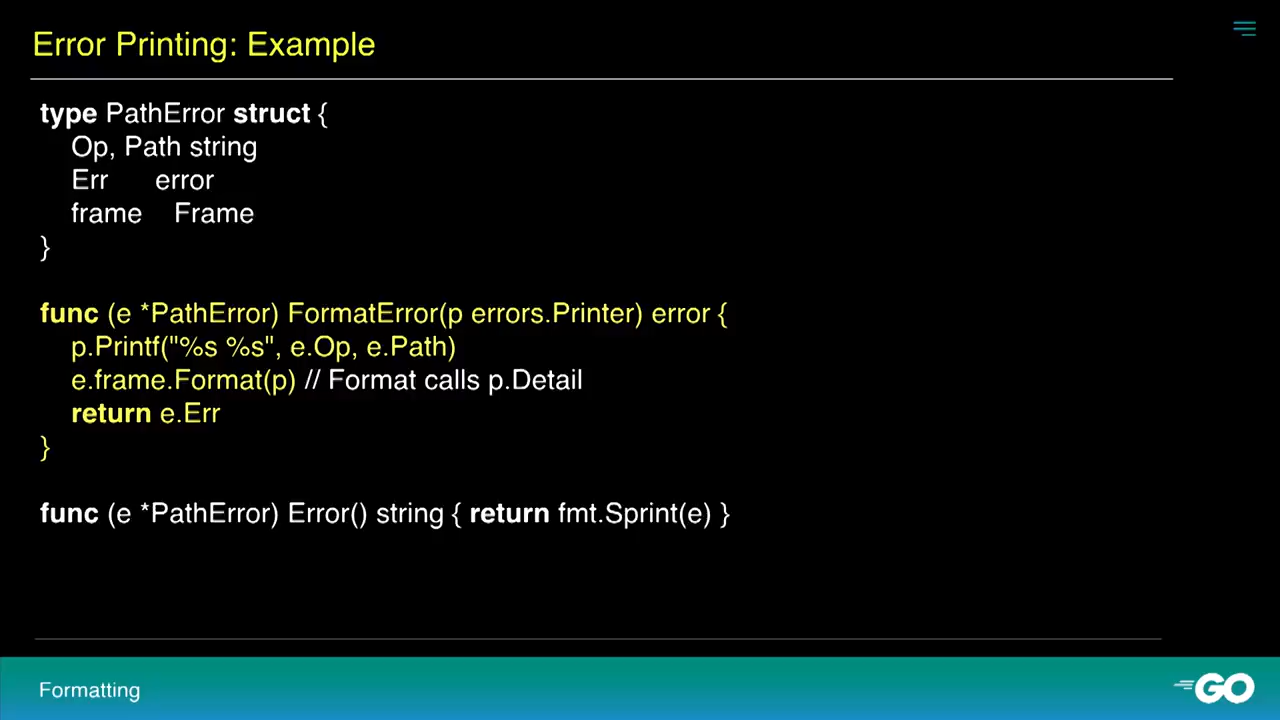 Error Printing: Example
type PathError struct {
Op, Path string
Err error
frame Frame
}
func (e *PathError) FormatError(p errors.Printer) error {
p.Printf("%s %s", e.Op, e.Path)
e.frame.Format(p) // Format calls p.Detail
return e.Err
}
func (e *PathError) Error() string { return fmt.Sprint(e) }
Formatting
GO